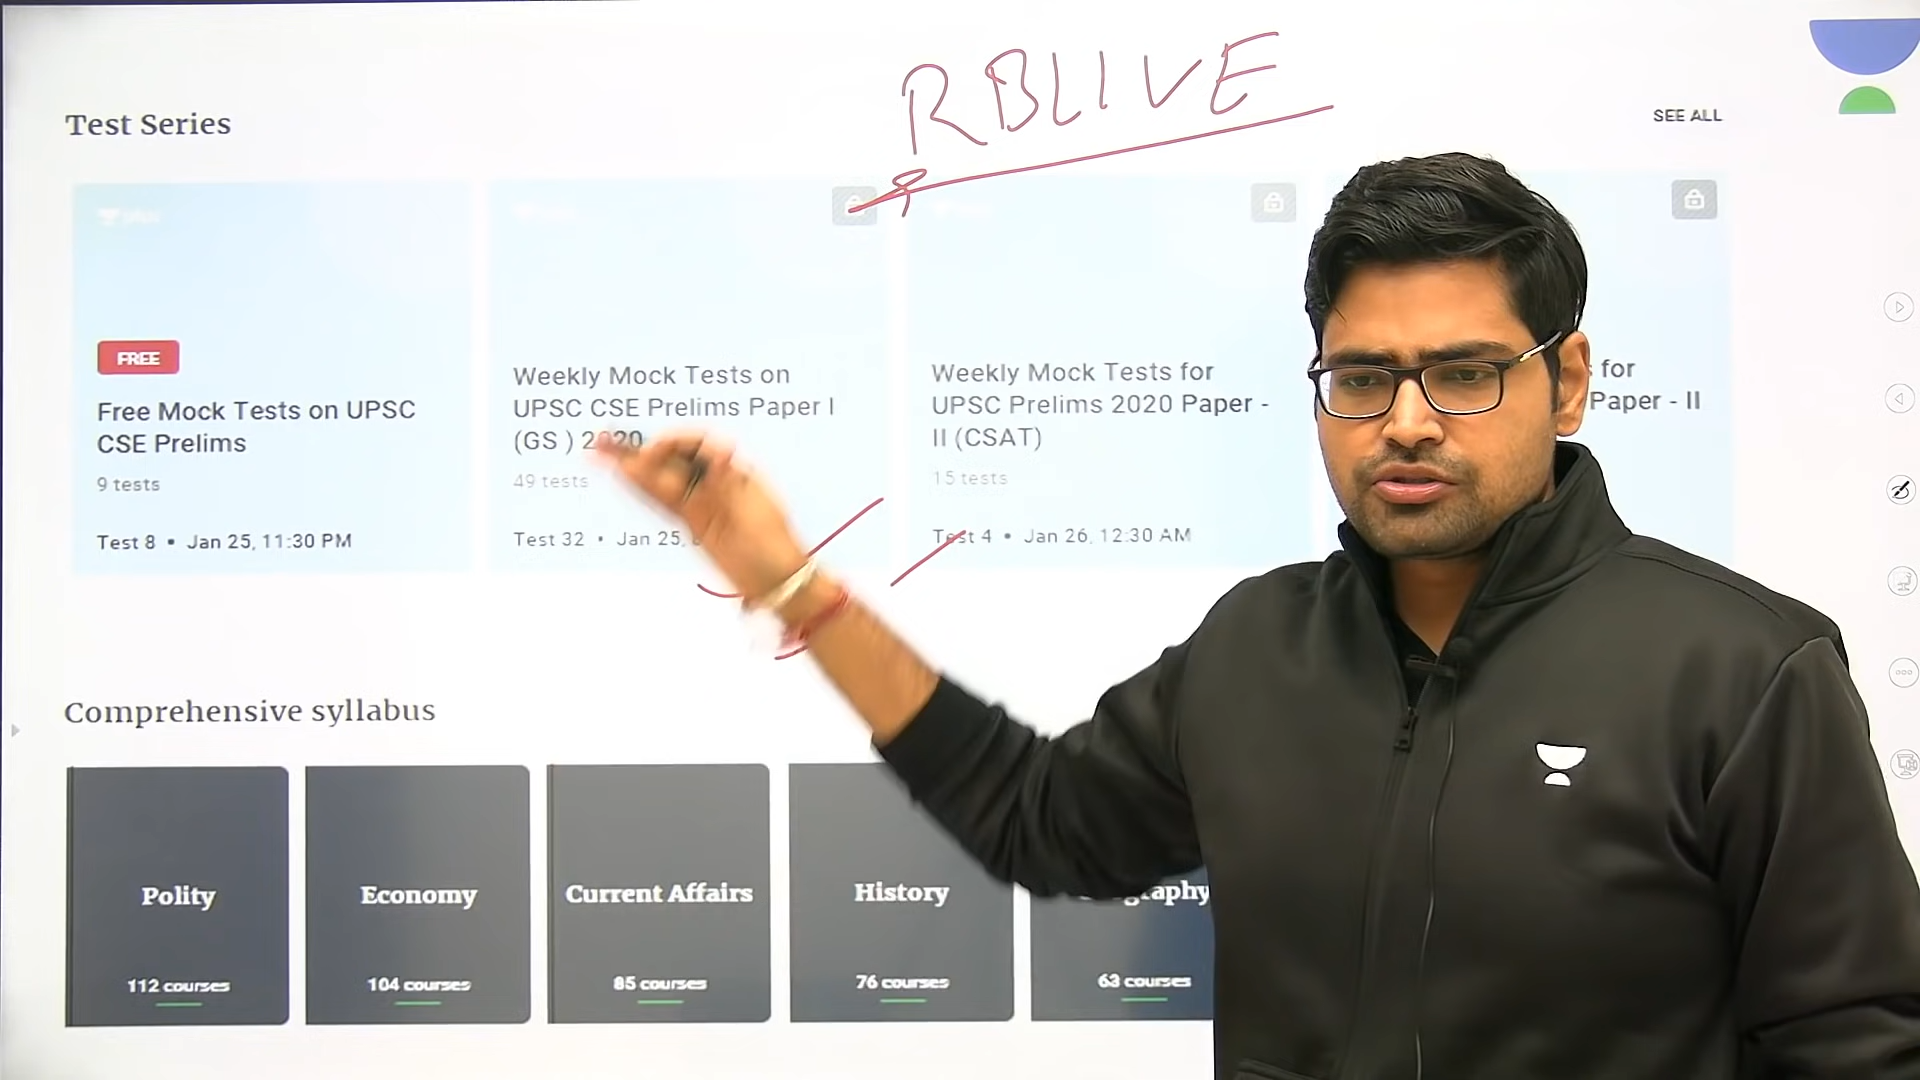 RBLIVE
Test Series
SEE ALL
FREE
Free Mock Tests on UPSC
CSE Prelims
9 tests
Test 8 • Jan 25, 11:30 PM
Weekly Mock Tests on
UPSC CSE Prelims Paper I
(GS ) 2020
49 tests
Test 32 • Jan 25,
Weekly Mock Tests for
UPSC Prelims 2020 Paper -
II (CSAT)
15 tests
Test 4 • Jan 26, 12:30 AM
for
Paper - II
Comprehensive syllabus
Polity
112 courses
Economy
104 courses
Current Affairs
85 courses
History
76 courses
63 courses